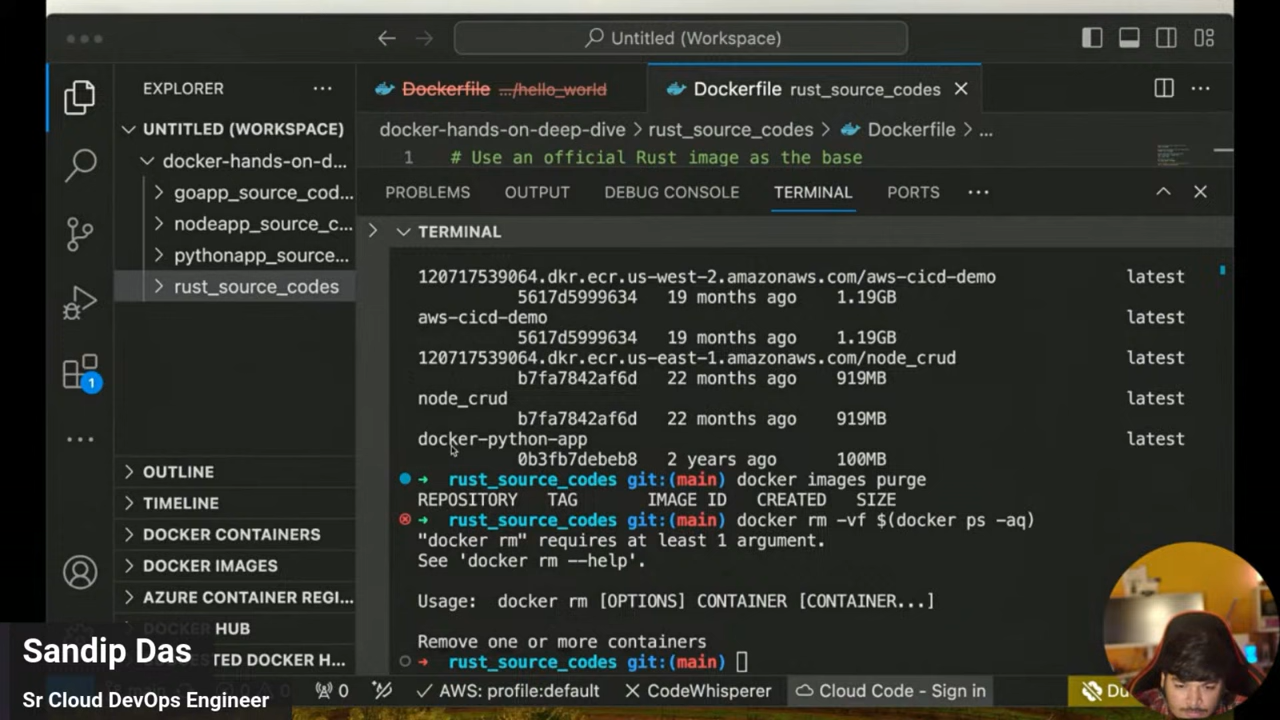 Untitled (Workspace)
EXPLORER
Dockerfile .../hello_world
Dockerfile rust_source_codes
UNTITLED (WORKSPACE)
docker-hands-on-deep-dive > rust_source_codes > Dockerfile > ...
docker-hands-on-d...
1 # Use an official Rust image as the base
goapp_source_cod...
nodeapp_source_c...
pythonapp_source...
rust_source_codes
PROBLEMS OUTPUT DEBUG CONSOLE TERMINAL PORTS
TERMINAL
120717539064.dkr.ecr.us-west-2.amazonaws.com/aws-cicd-demo latest
5617d5999634 19 months ago 1.19GB
aws-cicd-demo latest
5617d5999634 19 months ago 1.19GB
120717539064.dkr.ecr.us-east-1.amazonaws.com/node_crud latest
b7fa7842af6d 22 months ago 919MB
node_crud latest
b7fa7842af6d 22 months ago 919MB
docker-python-app latest
0b3fb7debeb8 2 years ago 100MB
→ rust_source_codes git:(main) docker images purge
REPOSITORY TAG IMAGE ID CREATED SIZE
→ rust_source_codes git:(main) docker rm -vf $(docker ps -aq)
"docker rm" requires at least 1 argument.
See 'docker rm --help'.
Usage: docker rm [OPTIONS] CONTAINER [CONTAINER...]
Remove one or more containers
→ rust_source_codes git:(main)
OUTLINE
TIMELINE
DOCKER CONTAINERS
DOCKER IMAGES
AZURE CONTAINER REGI...
DOCKER HUB
TED DOCKER H...
1
Sandip Das
Sr Cloud DevOps Engineer
0 AWS: profile:default CodeWhisperer Cloud Code - Sign in